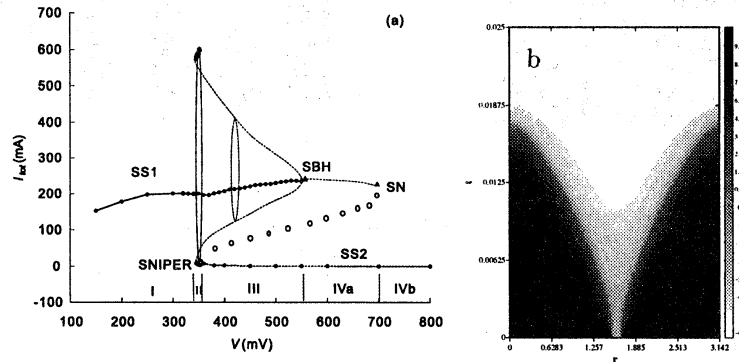 (a)
700
600
500
400
300
200
100
0
-100
I_tot (mA)
SS1
SBH
SN
SNIPER
SS2
I
II
III
IVa
IVb
100
200
300
400
500
600
700
800
V (mV)
b
0.025
0.01875
0.0125
0.00625
0
t
0
0.6283
1.257
1.885
2.513
3.142
r